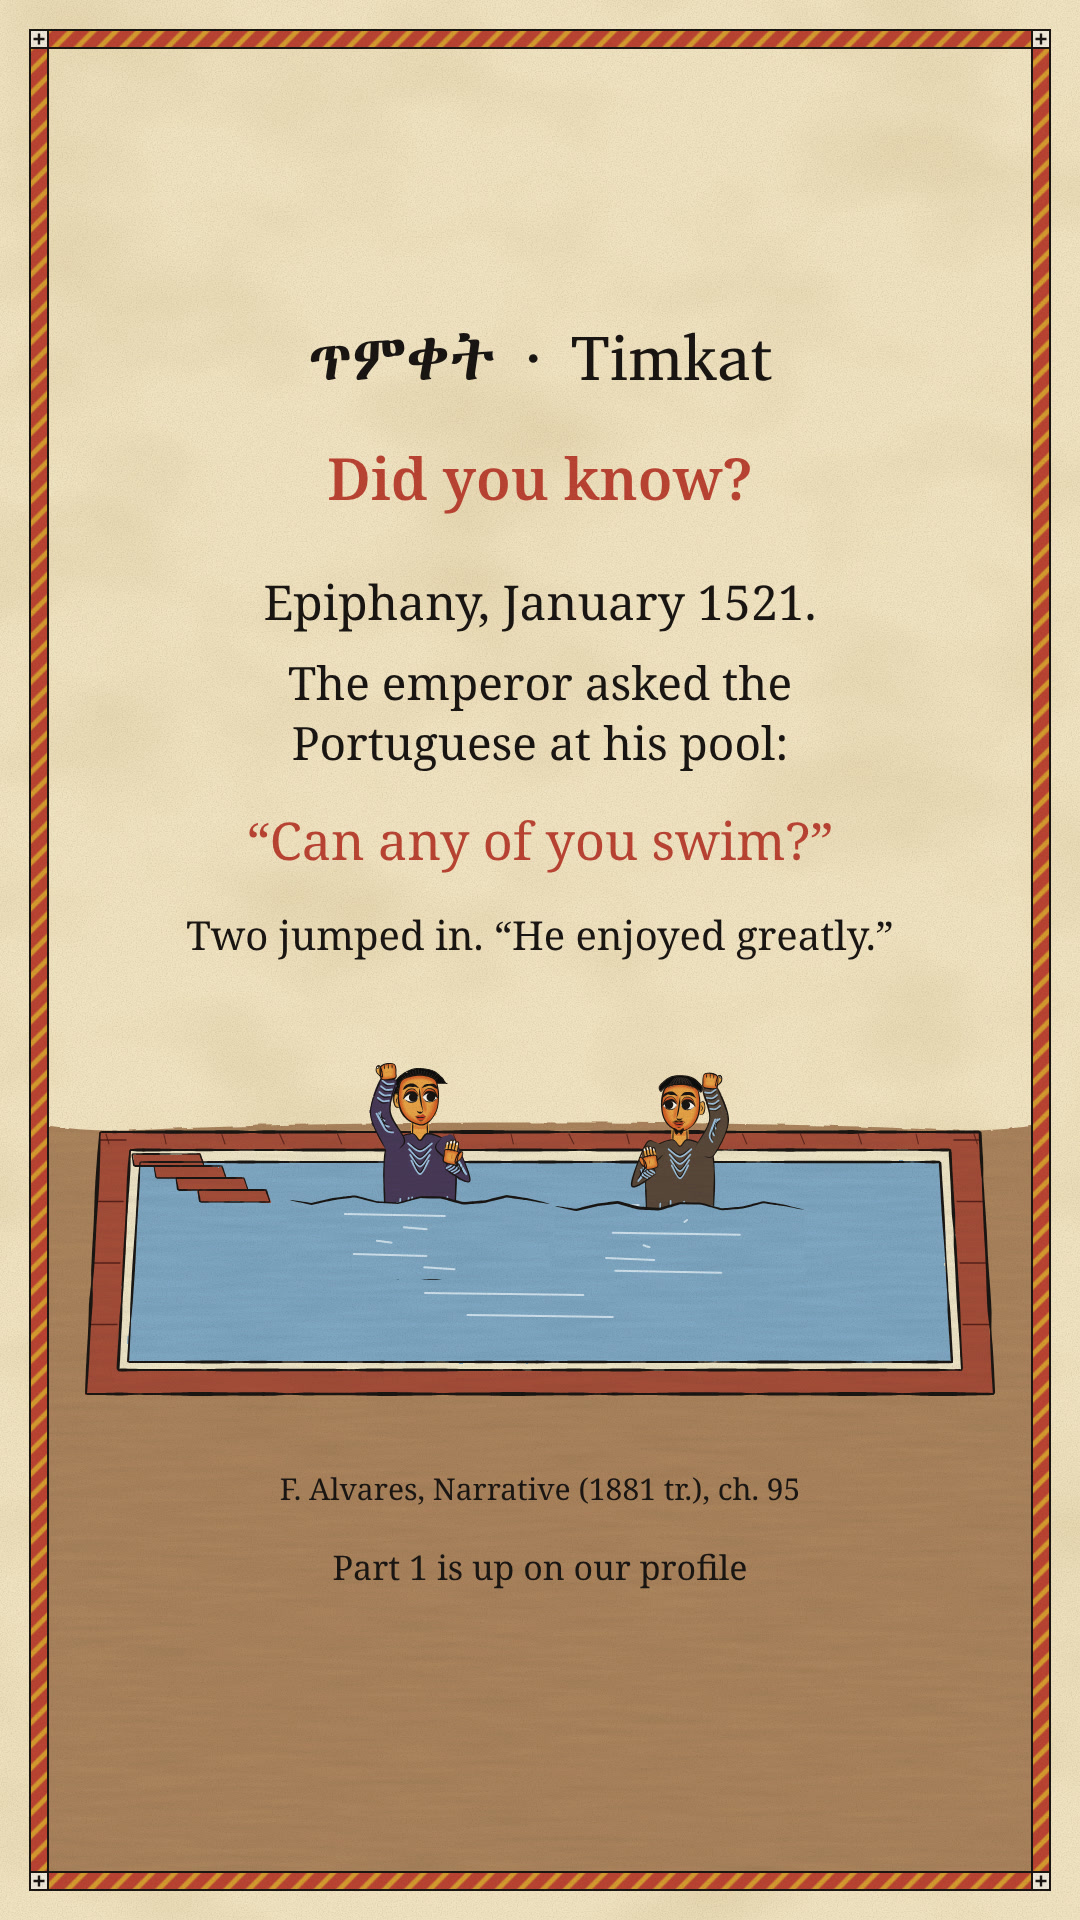 ጥምቀት · Timkat
Did you know?
Epiphany, January 1521.
The emperor asked the
Portuguese at his pool:
“Can any of you swim?”
Two jumped in. “He enjoyed greatly.”
F. Alvares, Narrative (1881 tr.), ch. 95
Part 1 is up on our profile